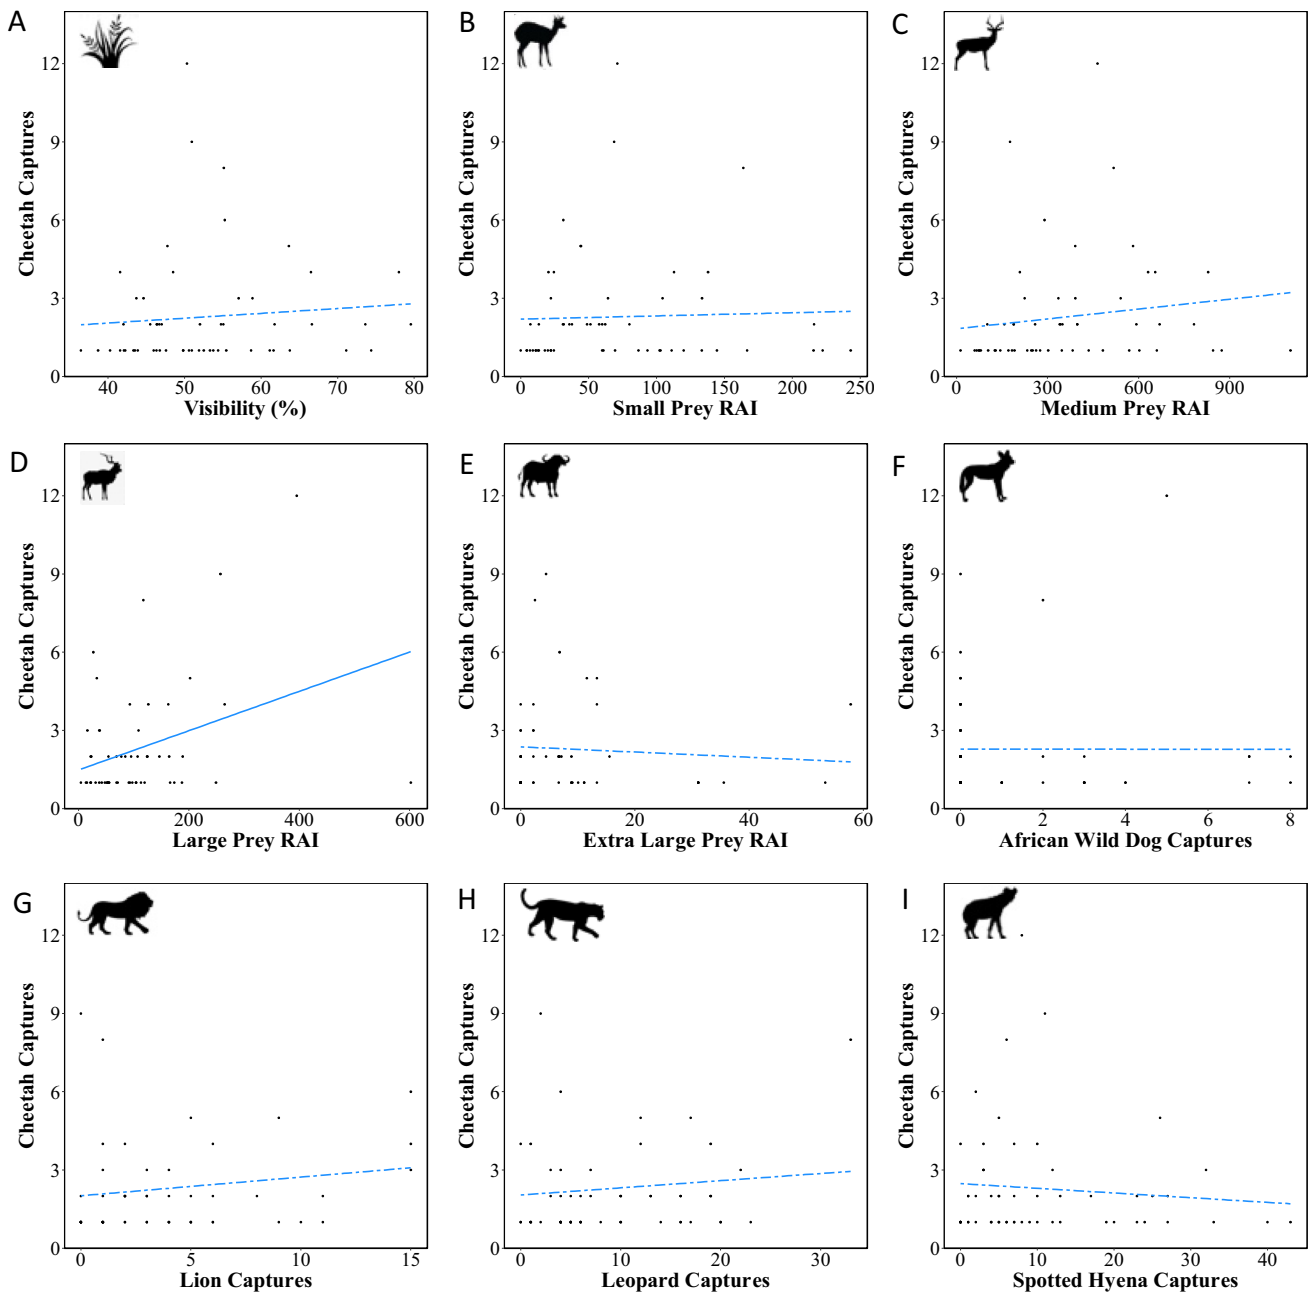 A
B
C
Cheetah Captures
12
9
6
3
0
40 50 60 70 80
Visibility (%)
Cheetah Captures
12
9
6
3
0
0 50 100 150 200 250
Small Prey RAI
Cheetah Captures
12
9
6
3
0
0 300 600 900
Medium Prey RAI
D
E
F
Cheetah Captures
12
9
6
3
0
0 200 400 600
Large Prey RAI
Cheetah Captures
12
9
6
3
0
0 20 40 60
Extra Large Prey RAI
Cheetah Captures
12
9
6
3
0
0 2 4 6 8
African Wild Dog Captures
G
H
I
Cheetah Captures
12
9
6
3
0
0 5 10 15
Lion Captures
Cheetah Captures
12
9
6
3
0
0 10 20 30
Leopard Captures
Cheetah Captures
12
9
6
3
0
0 10 20 30 40
Spotted Hyena Captures